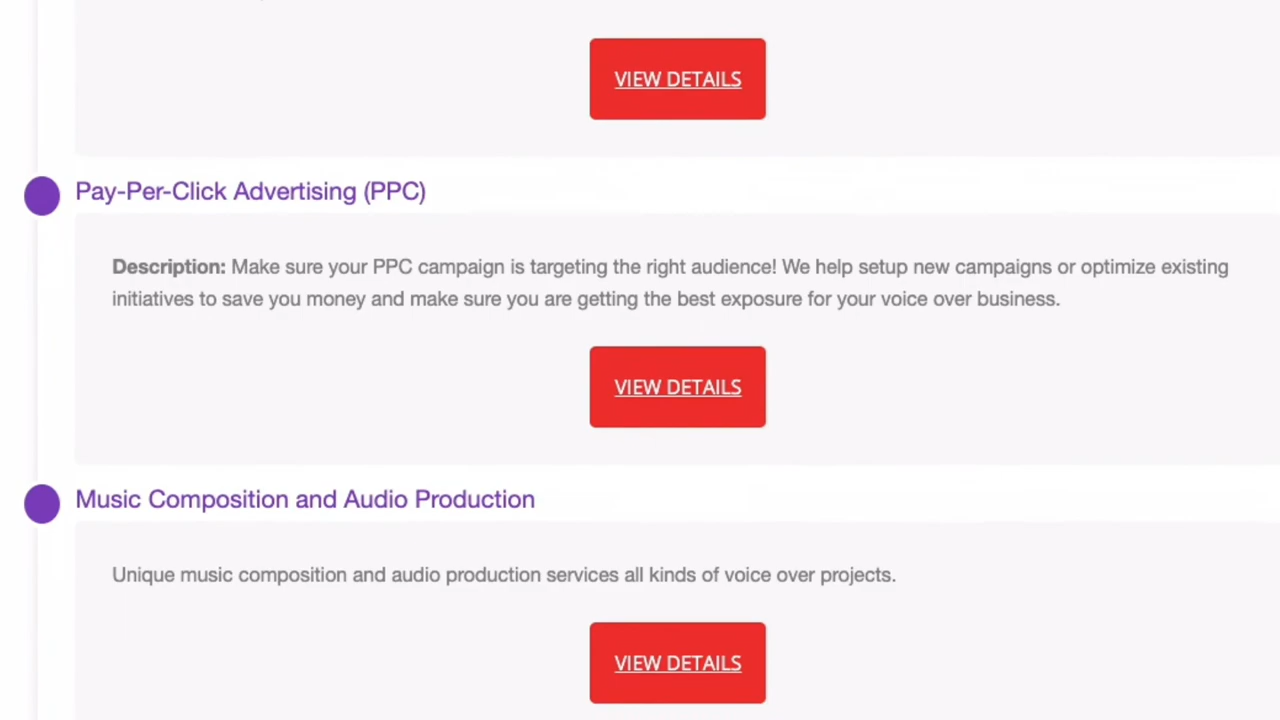 VIEW DETAILS
Pay-Per-Click Advertising (PPC)
Description: Make sure your PPC campaign is targeting the right audience! We help setup new campaigns or optimize existing
initiatives to save you money and make sure you are getting the best exposure for your voice over business.
VIEW DETAILS
Music Composition and Audio Production
Unique music composition and audio production services all kinds of voice over projects.
VIEW DETAILS